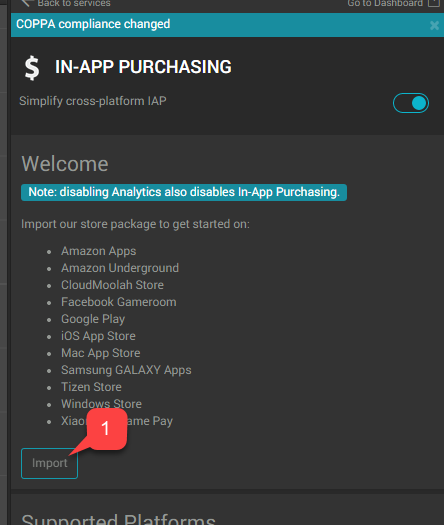 Back to services
Go to Dashboard
COPPA compliance changed
$ IN-APP PURCHASING
Simplify cross-platform IAP
Welcome
Note: disabling Analytics also disables In-App Purchasing.
Import our store package to get started on:
Amazon Apps
Amazon Underground
CloudMoolah Store
Facebook Gameroom
Google Play
iOS App Store
Mac App Store
Samsung GALAXY Apps
Tizen Store
Windows Store
Pay
1
Import
Supported Platforms